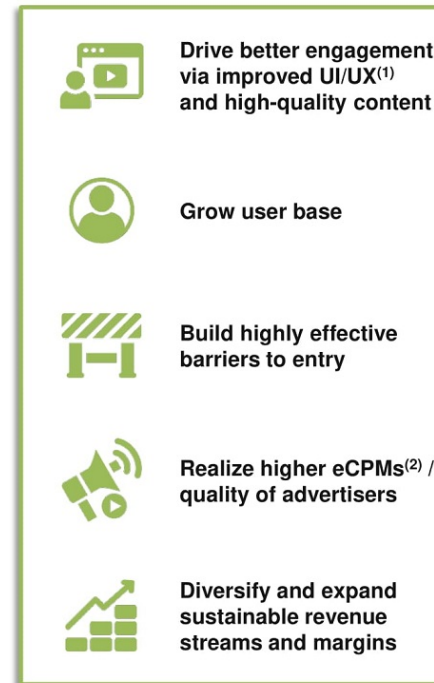 Drive better engagement
via improved UI/UX(1)
and high-quality content
Grow user base
Build highly effective
barriers to entry
Realize higher eCPMs(2) /
quality of advertisers
Diversify and expand
sustainable revenue
streams and margins